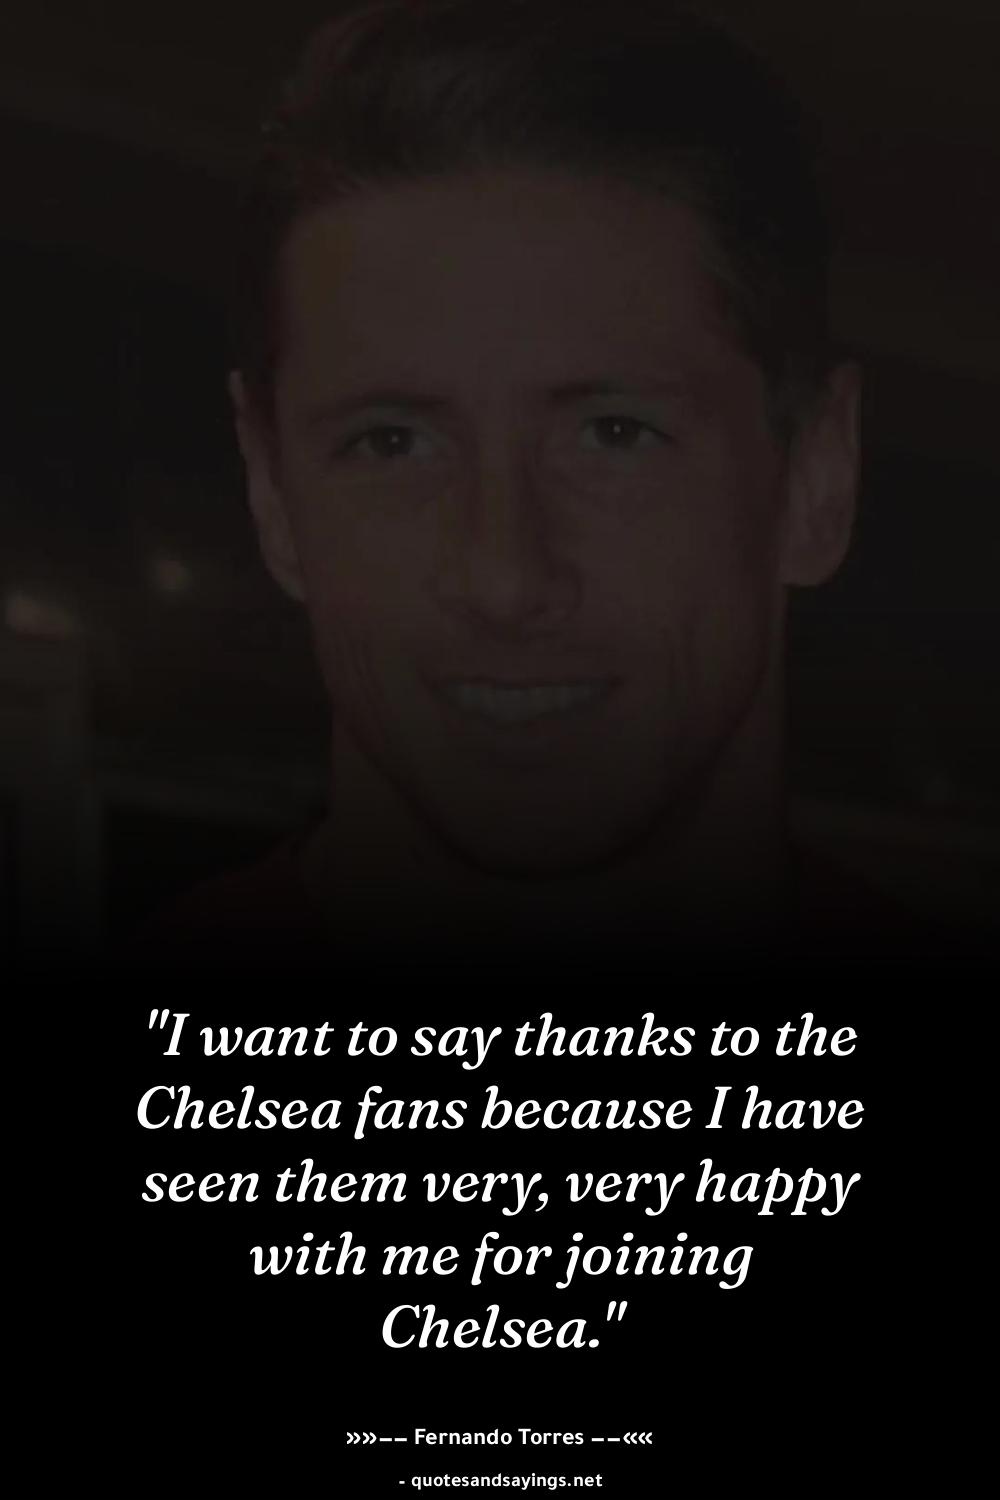 "I want to say thanks to the
Chelsea fans because I have
seen them very, very happy
with me for joining
Chelsea."
»»–– Fernando Torres ––««
- quotesandsayings.net